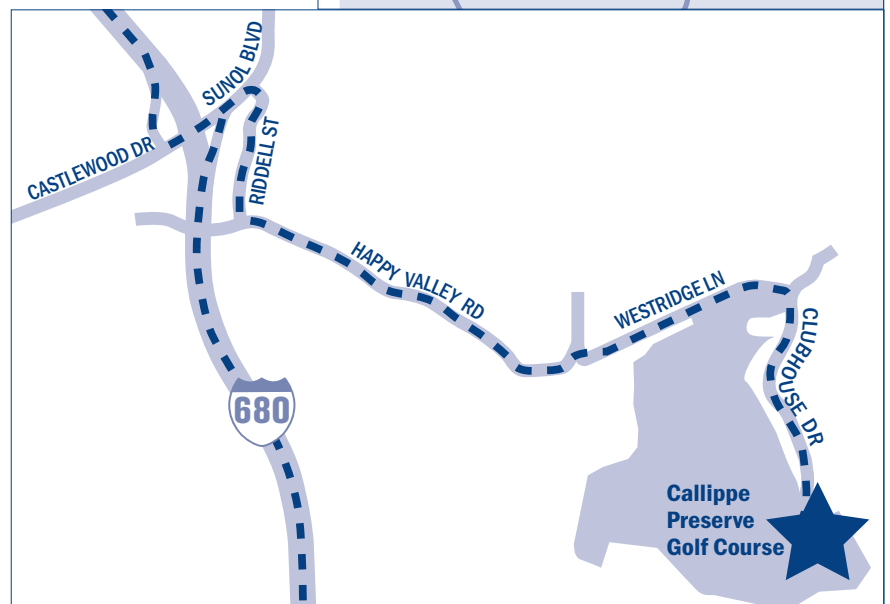 SUNOL BLVD
CASTLEWOOD DR
RIDDELL ST
HAPPY VALLEY RD
WESTRIDGE LN
CLUBHOUSE DR
680
Callippe
Preserve
Golf Course